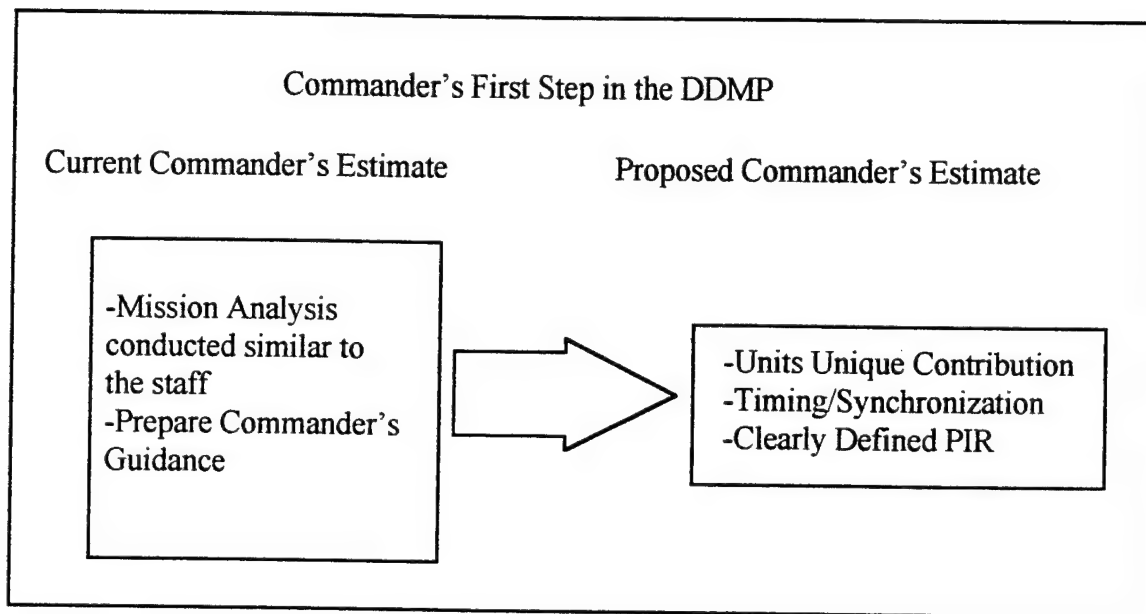 Commander's First Step in the DDMP
Current Commander's Estimate
Proposed Commander's Estimate
-Mission Analysis
conducted similar to
the staff
-Prepare Commander's
Guidance
-Units Unique Contribution
-Timing/Synchronization
-Clearly Defined PIR